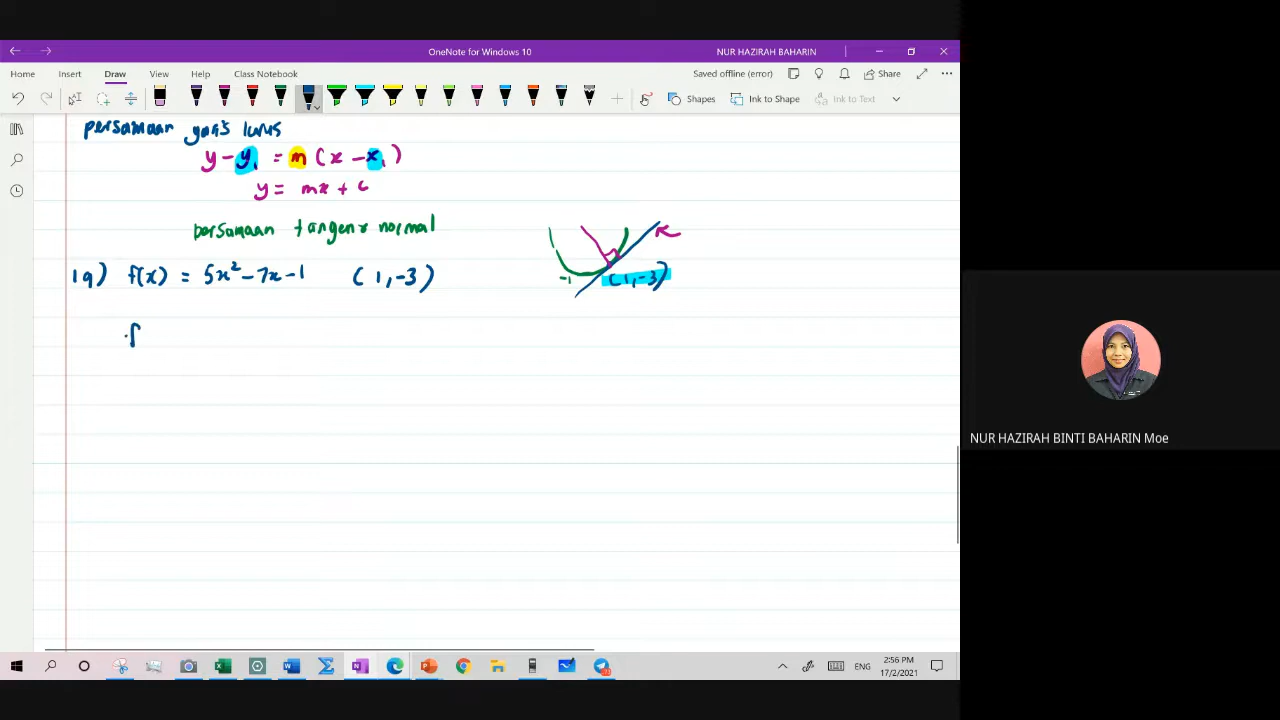 OneNote for Windows 10
NUR HAZIRAH BAHARIN
Home Insert Draw View Help Class Notebook
Saved offline (error) Share
Shapes Ink to Shape Ink to Text
persamaan garis lurus
y - y₁ = m (x - x₁)
y = mx + c
persamaan tangen & normal
1a) f(x) = 5x² - 7x - 1 (1, -3)
-1 (1, -3)
f
NUR HAZIRAH BINTI BAHARIN Moe
ENG
2:56 PM
17/2/2021